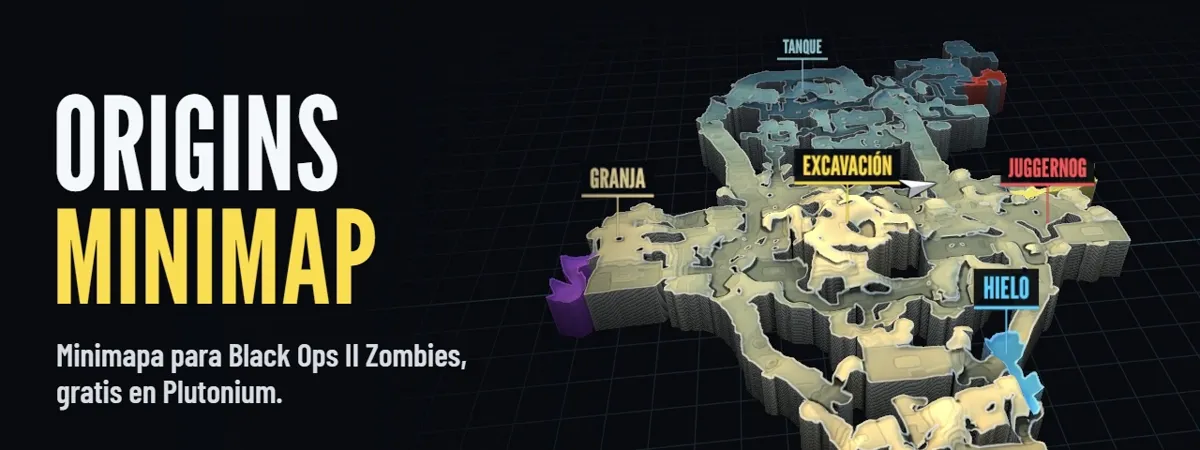 ORIGINS
MINIMAP
Minimapa para Black Ops II Zombies,
gratis en Plutonium.
TANQUE
GRANJA
EXCAVACIÓN
JUGGERNOG
HIELO